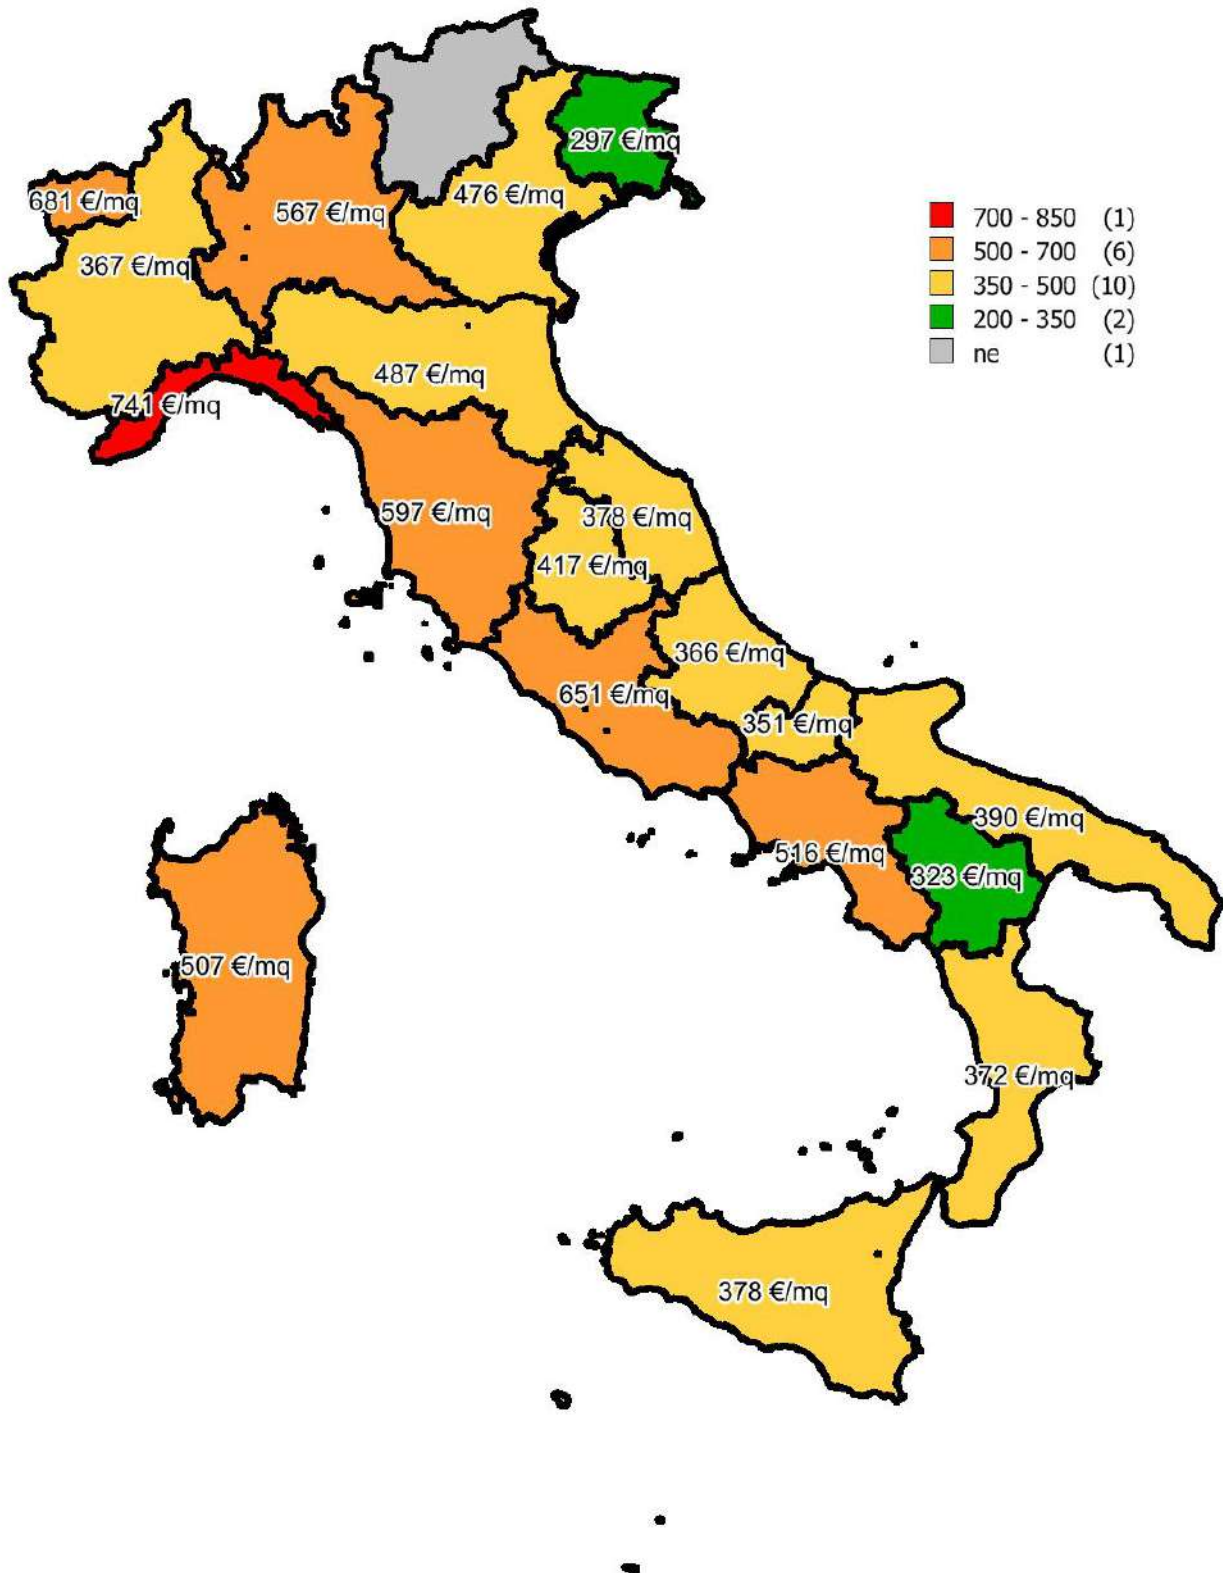 297 €/mq
476 €/mq
681 €/mq
567 €/mq
367 €/mq
700 - 850 (1)
500 - 700 (6)
350 - 500 (10)
200 - 350 (2)
ne (1)
487 €/mq
741 €/mq
597 €/mq
378 €/mq
417 €/mq
366 €/mq
651 €/mq
351 €/mq
390 €/mq
516 €/mq
323 €/mq
507 €/mq
372 €/mq
378 €/mq